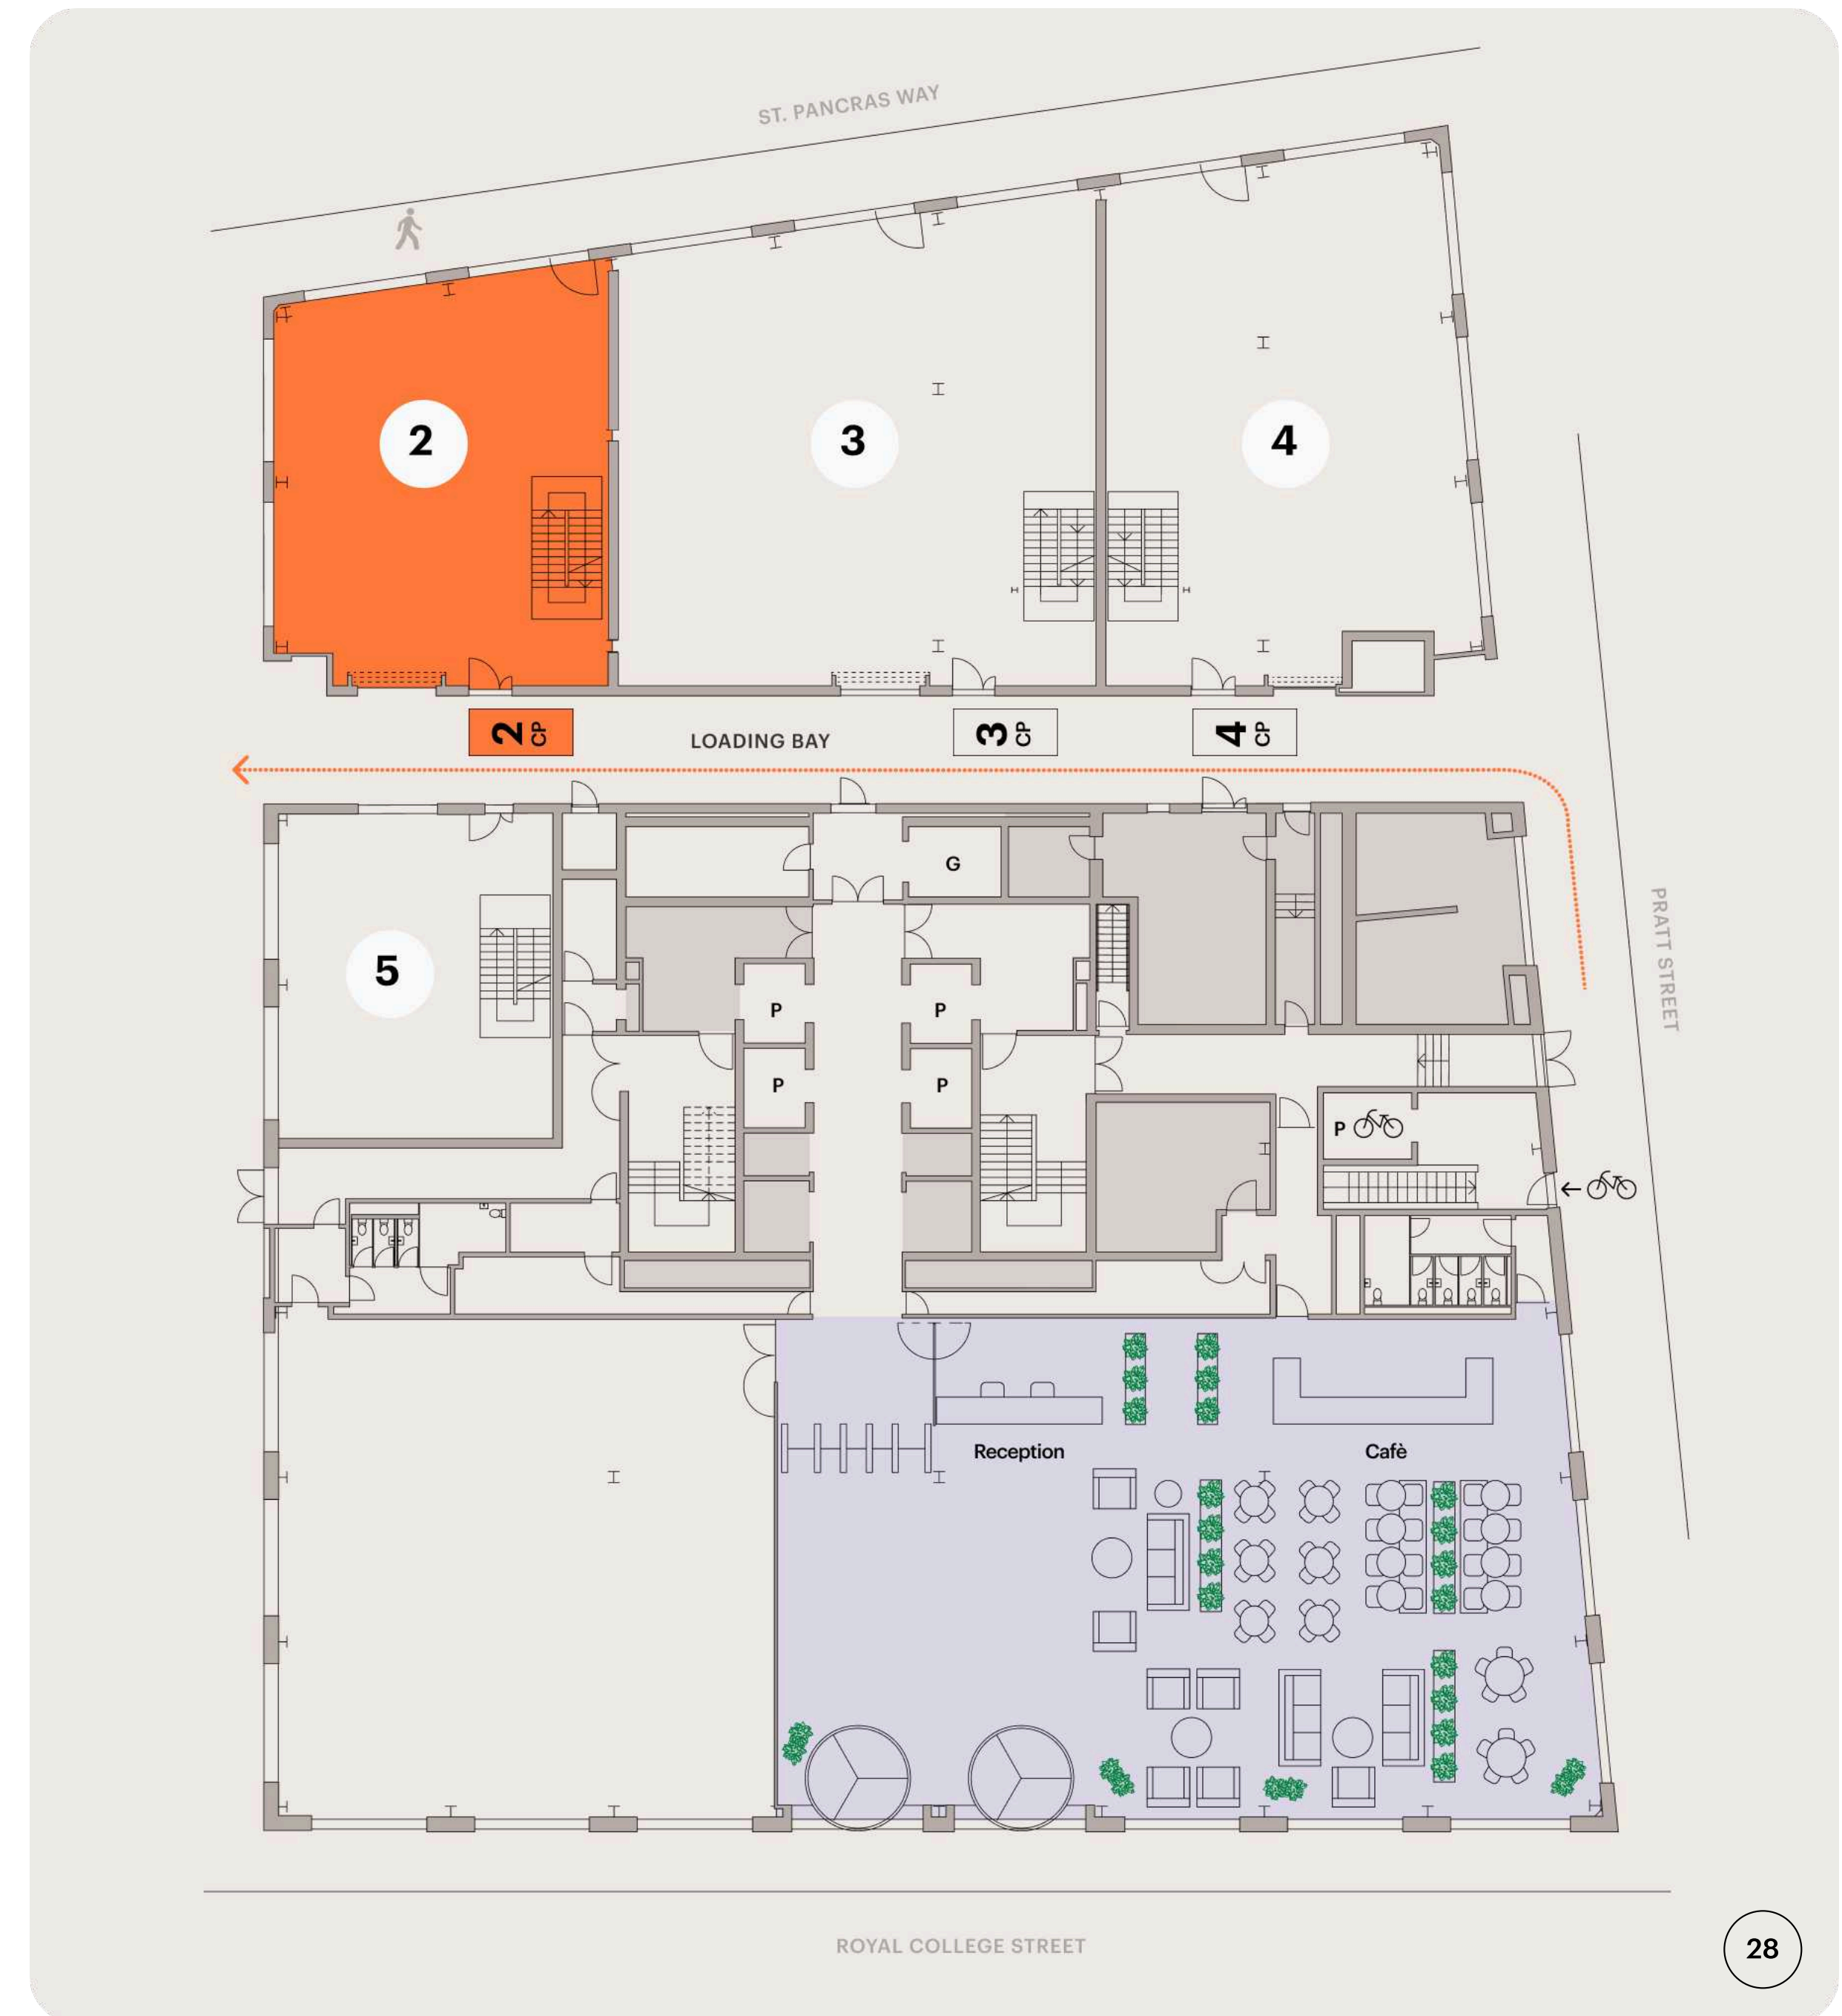 ST. PANCRAS WAY
2
3
4
2 CP
LOADING BAY
3 CP
4 CP
G
PRATT STREET
5
P
P
P
P
P
Reception
Cafè
ROYAL COLLEGE STREET
28